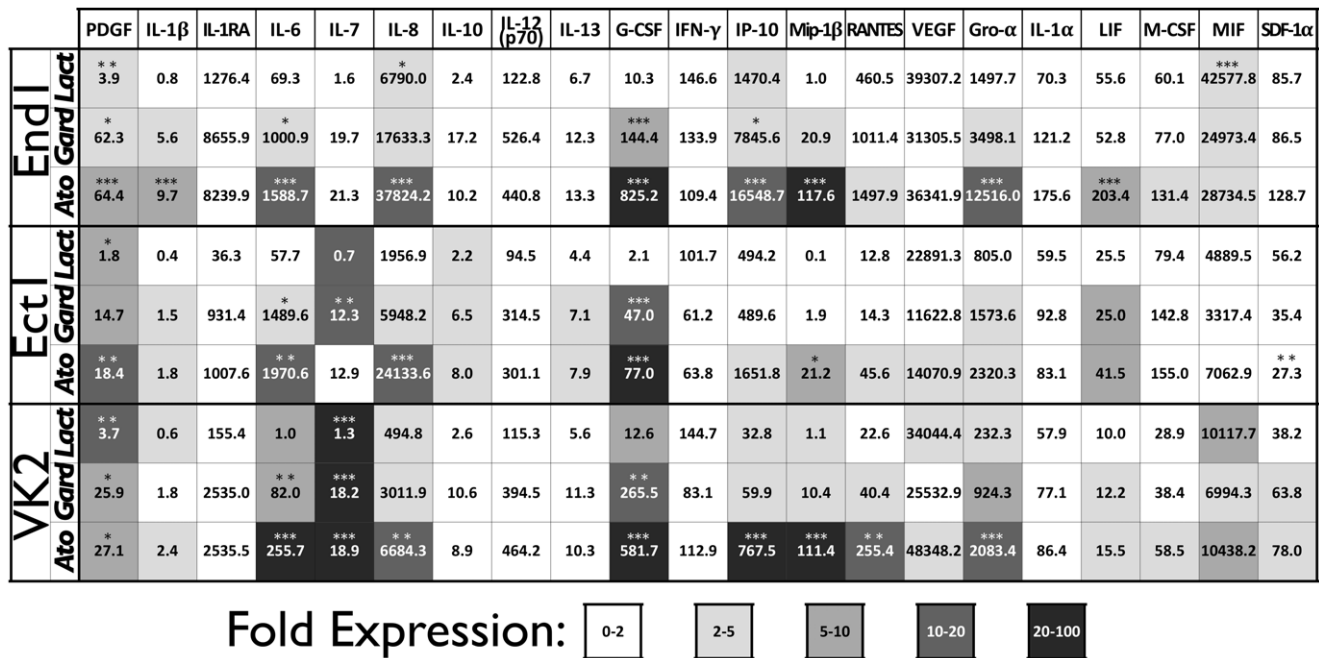 PDGF IL-1β IL-1RA IL-6 IL-7 IL-8 IL-10 IL-12 (p70) IL-13 G-CSF IFN-γ IP-10 Mip-1β RANTES VEGF Gro-α IL-1α LIF M-CSF MIF SDF-1α
End1
Lact ** 3.9 0.8 1276.4 69.3 1.6 * 6790.0 2.4 122.8 6.7 10.3 146.6 1470.4 1.0 460.5 39307.2 1497.7 70.3 55.6 60.1 *** 42577.8 85.7
Gard * 62.3 5.6 8655.9 * 1000.9 19.7 17633.3 17.2 526.4 12.3 *** 144.4 133.9 * 7845.6 20.9 1011.4 31305.5 3498.1 121.2 52.8 77.0 24973.4 86.5
Ato *** 64.4 *** 9.7 8239.9 *** 1588.7 21.3 *** 37824.2 10.2 440.8 13.3 *** 825.2 109.4 *** 16548.7 *** 117.6 1497.9 36341.9 *** 12516.0 175.6 *** 203.4 131.4 28734.5 128.7
Ect1
Lact * 1.8 0.4 36.3 57.7 0.7 1956.9 2.2 94.5 4.4 2.1 101.7 494.2 0.1 12.8 22891.3 805.0 59.5 25.5 79.4 4889.5 56.2
Gard 14.7 1.5 931.4 * 1489.6 ** 12.3 5948.2 6.5 314.5 7.1 *** 47.0 61.2 489.6 1.9 14.3 11622.8 1573.6 92.8 25.0 142.8 3317.4 35.4
Ato ** 18.4 1.8 1007.6 ** 1970.6 12.9 *** 24133.6 8.0 301.1 7.9 *** 77.0 63.8 1651.8 * 21.2 45.6 14070.9 2320.3 83.1 41.5 155.0 7062.9 ** 27.3
VK2
Lact ** 3.7 0.6 155.4 1.0 *** 1.3 494.8 2.6 115.3 5.6 12.6 144.7 32.8 1.1 22.6 34044.4 232.3 57.9 10.0 28.9 10117.7 38.2
Gard * 25.9 1.8 2535.0 ** 82.0 *** 18.2 3011.9 10.6 394.5 11.3 ** 265.5 83.1 59.9 10.4 40.4 25532.9 924.3 77.1 12.2 38.4 6994.3 63.8
Ato * 27.1 2.4 2535.5 *** 255.7 *** 18.9 ** 6684.3 8.9 464.2 10.3 *** 581.7 112.9 *** 767.5 *** 111.4 ** 255.4 48348.2 *** 2083.4 86.4 15.5 58.5 10438.2 78.0
Fold Expression: 0-2 2-5 5-10 10-20 20-100